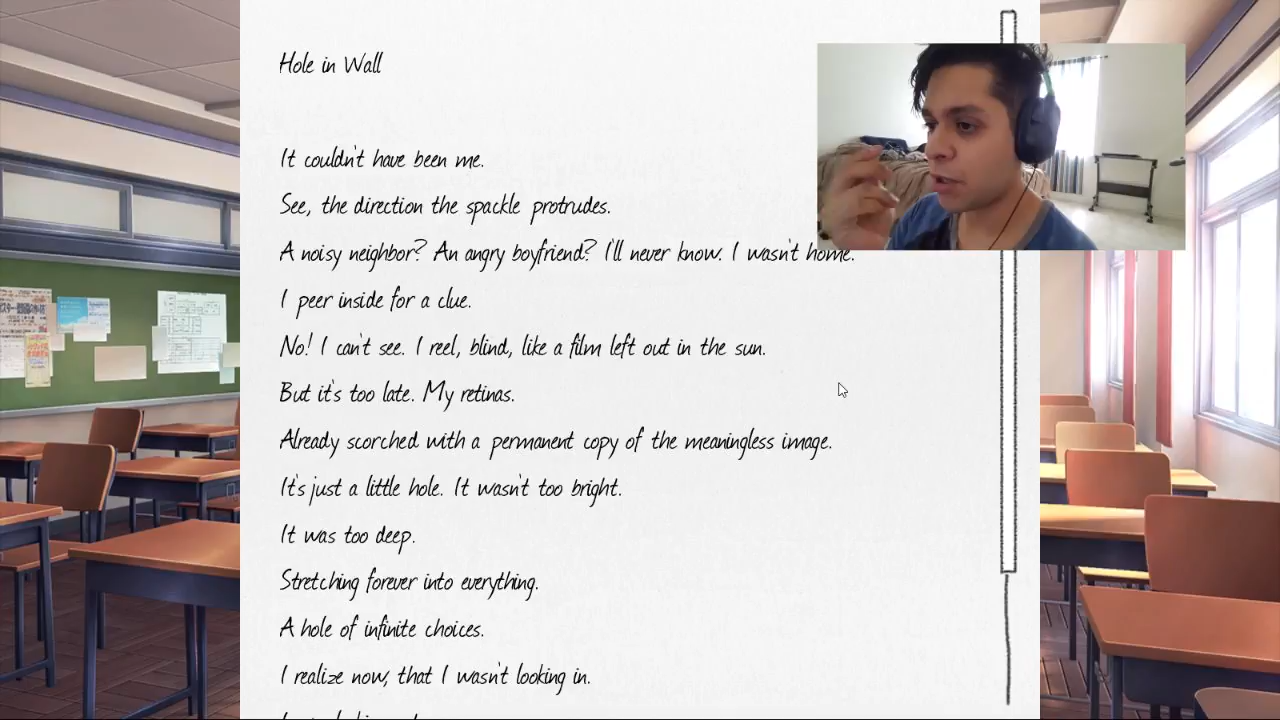 Hole in Wall
It couldn't have been me.
See, the direction the spackle protrudes.
A noisy neighbor? An angry boyfriend? I'll never know. I wasn't home.
I peer inside for a clue.
No! I can't see. I reel, blind, like a film left out in the sun.
But it's too late. My retinas.
Already scorched with a permanent copy of the meaningless image.
It's just a little hole. It wasn't too bright.
It was too deep.
Stretching forever into everything.
A hole of infinite choices.
I realize now, that I wasn't looking in.